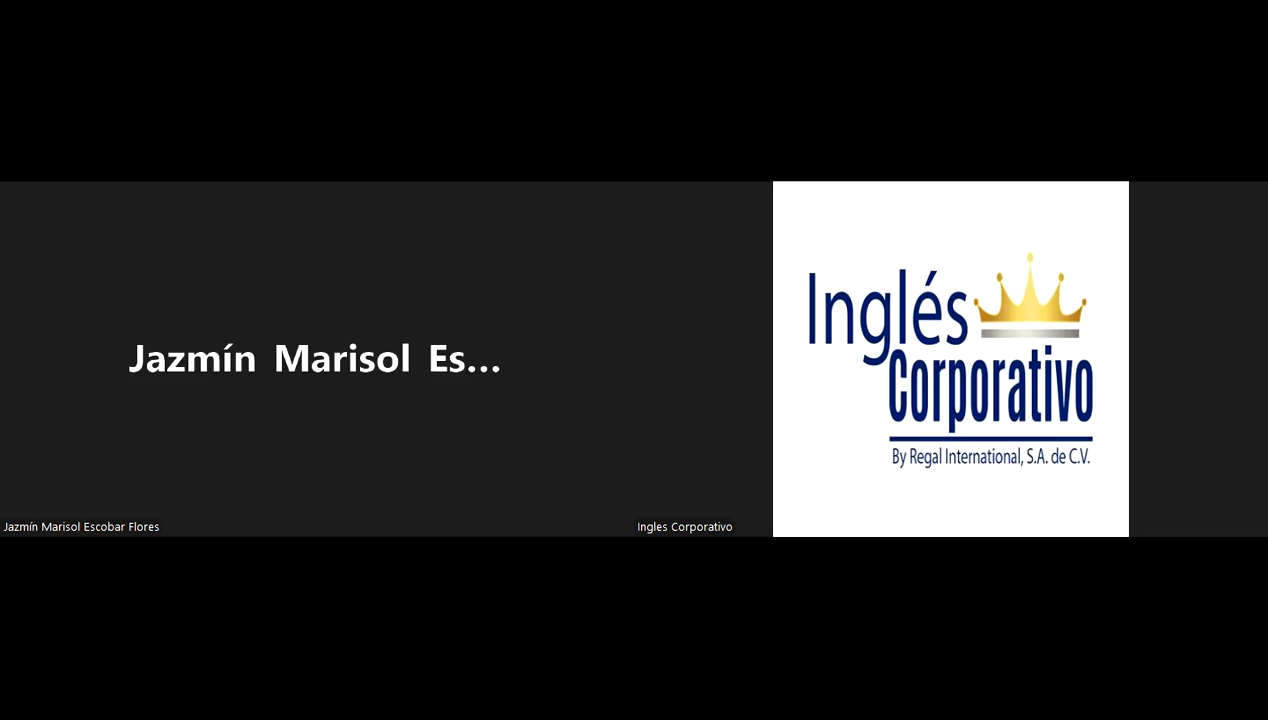 Jazmín Marisol Es...
Jazmín Marisol Escobar Flores
Inglés
Corporativo
By Regal International, S.A. de C.V.
Ingles Corporativo